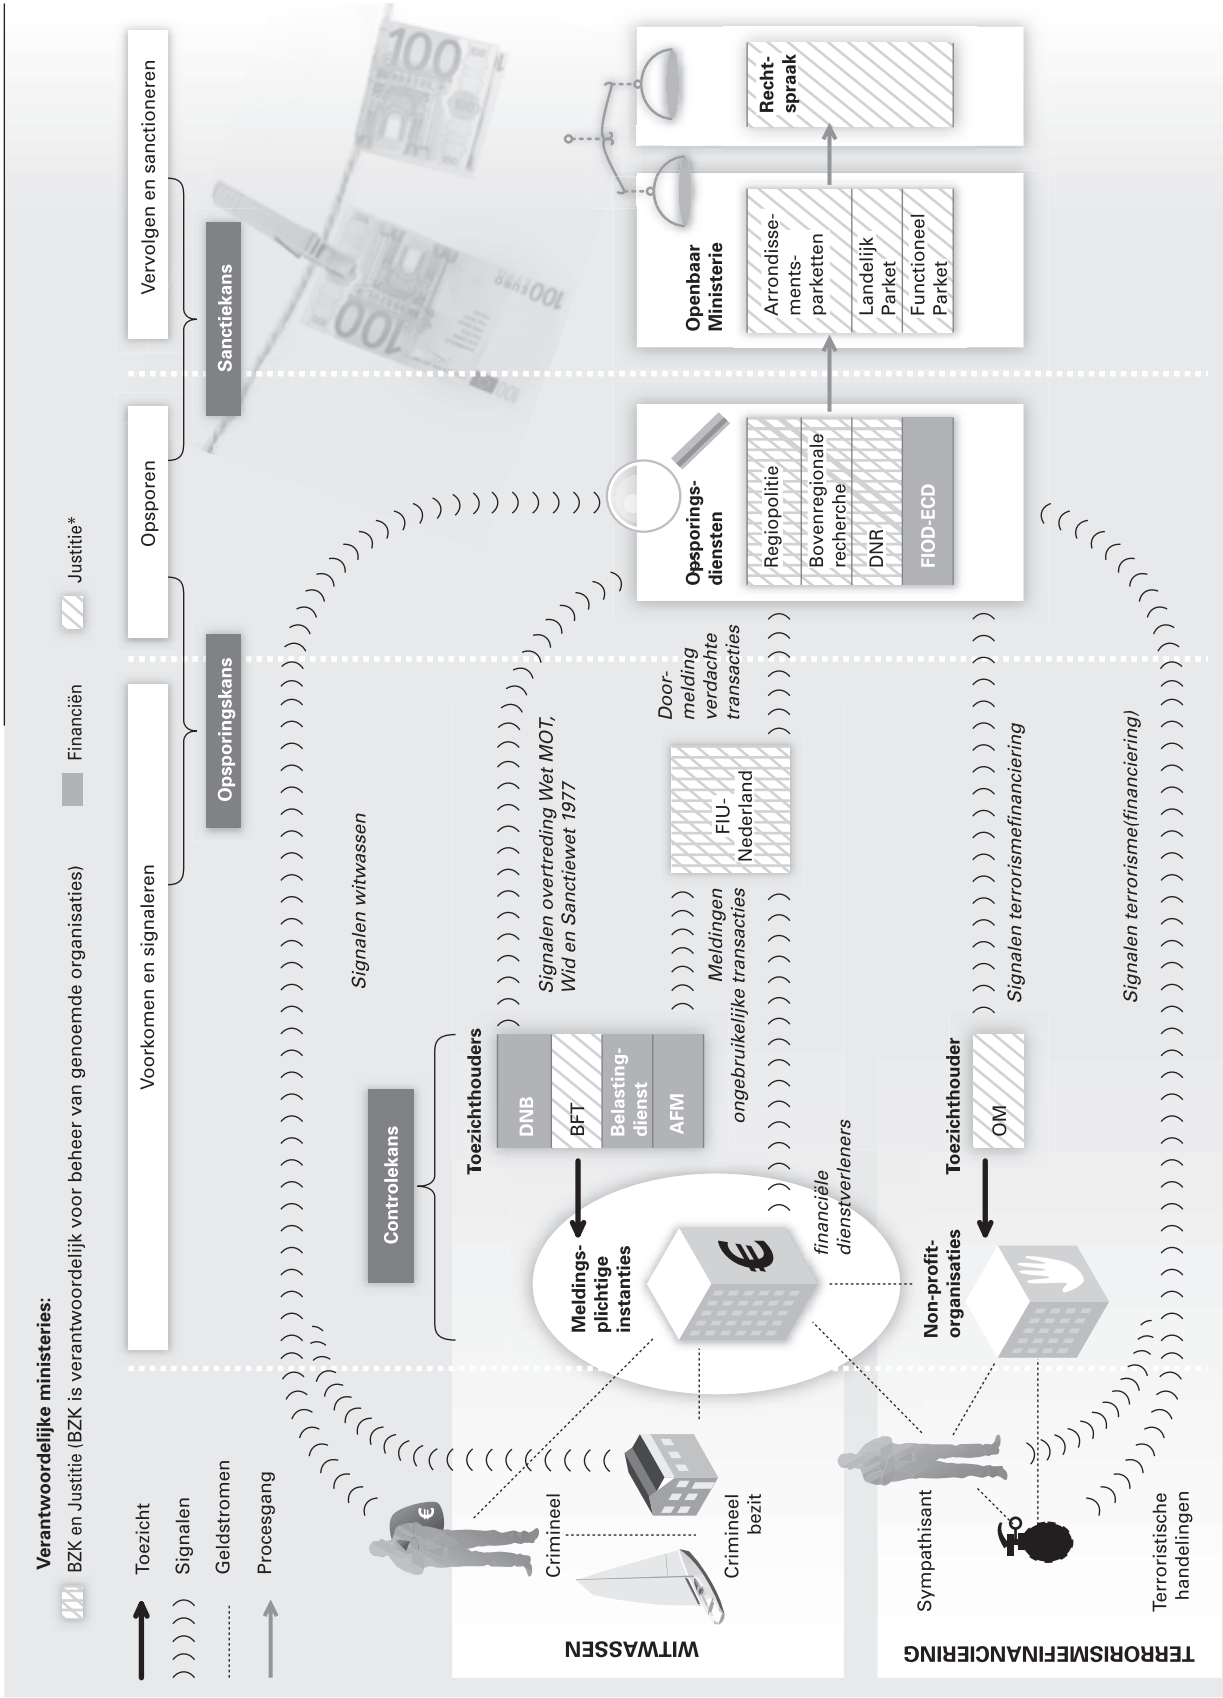 Verantwoordelijke ministeries:
BZK en Justitie (BZK is verantwoordelijk voor beheer van genoemde organisaties)
Financiën
Justitie*
Toezicht
Signalen
Geldstromen
Procesgang
Voorkomen en signaleren
Opsporen
Vervolgen en sanctioneren
Opsporingskans
Sanctiekans
Controlekans
Signalen witwassen
Toezichthouders
DNB
BFT
Belasting-
dienst
AFM
Signalen overtreding Wet MOT,
Wid en Sanctiewet 1977
Meldings-
plichtige
instanties
€
financiële
dienstverleners
Meldingen
ongebruikelijke transacties
FIU-
Nederland
Door-
melding
verdachte
transacties
Opsporings-
diensten
Regiopolitie
Bovenregionale
recherche
DNR
FIOD-ECD
Openbaar
Ministerie
Arrondisse-
ments-
parketten
Landelijk
Parket
Functioneel
Parket
Recht-
spraak
100
100
100 EURO
WITWASSEN
€
Crimineel
Crimineel
bezit
TERRORISMEFINANCIERING
Sympathisant
Terroristische
handelingen
Non-profit-
organisaties
Toezichthouder
OM
Signalen terrorismefinanciering
Signalen terrorisme(financiering)